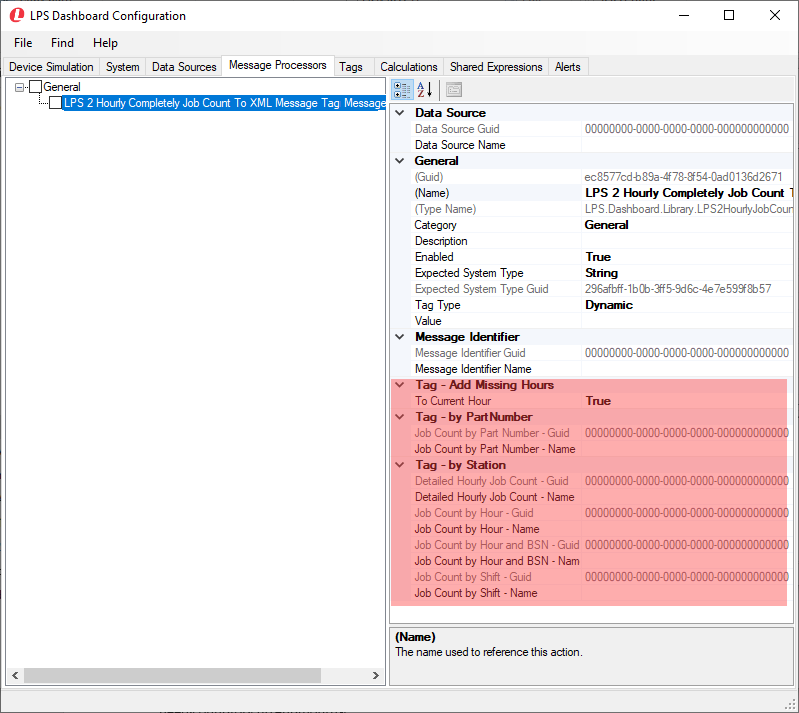 LPS Dashboard Configuration
File Find Help
Device Simulation System Data Sources Message Processors Tags Calculations Shared Expressions Alerts
General
LPS 2 Hourly Completely Job Count To XML Message Tag Message
Data Source
Data Source Guid 00000000-0000-0000-0000-000000000000
Data Source Name
General
(Guid) ec8577cd-b89a-4f78-8f54-0ad0136d2671
(Name) LPS 2 Hourly Completely Job Count T
(Type Name) LPS.Dashboard.Library.LPS2HourlyJobCoun
Category General
Description
Enabled True
Expected System Type String
Expected System Type Guid 296afbff-1b0b-3ff5-9d6c-4e7e599f8b57
Tag Type Dynamic
Value
Message Identifier
Message Identifier Guid 00000000-0000-0000-0000-000000000000
Message Identifier Name
Tag - Add Missing Hours
To Current Hour True
Tag - by PartNumber
Job Count by Part Number - Guid 00000000-0000-0000-0000-000000000000
Job Count by Part Number - Name
Tag - by Station
Detailed Hourly Job Count - Guid 00000000-0000-0000-0000-000000000000
Detailed Hourly Job Count - Name
Job Count by Hour - Guid 00000000-0000-0000-0000-000000000000
Job Count by Hour - Name
Job Count by Hour and BSN - Guid 00000000-0000-0000-0000-000000000000
Job Count by Hour and BSN - Nam
Job Count by Shift - Guid 00000000-0000-0000-0000-000000000000
Job Count by Shift - Name
(Name)
The name used to reference this action.